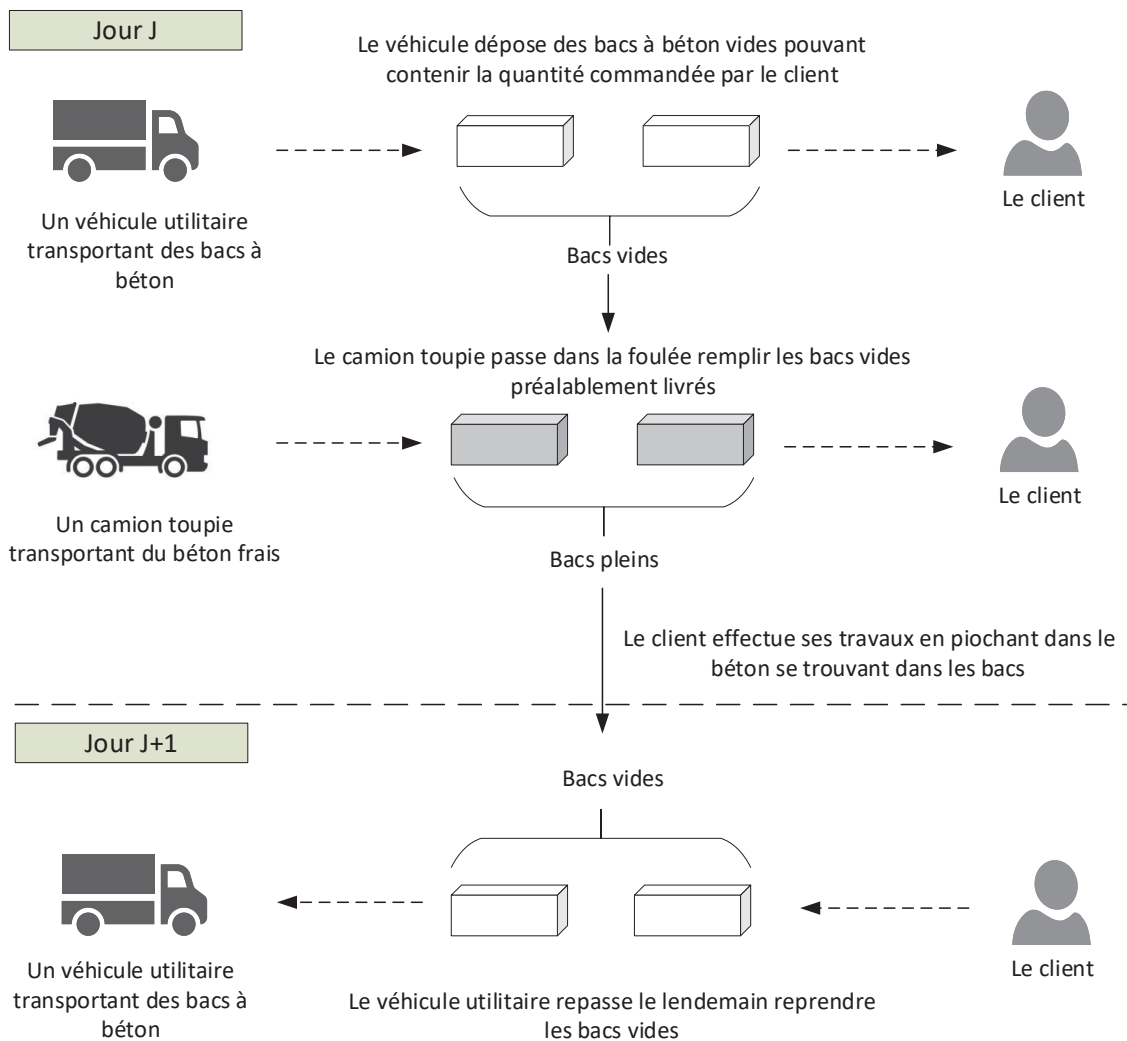 Jour J
Le véhicule dépose des bacs à béton vides pouvant
contenir la quantité commandée par le client
Un véhicule utilitaire
transportant des bacs à
béton
Le client
Bacs vides
Le camion toupie passe dans la foulée remplir les bacs vides
préalablement livrés
Un camion toupie
transportant du béton frais
Le client
Bacs pleins
Le client effectue ses travaux en piochant dans le
béton se trouvant dans les bacs
Jour J+1
Bacs vides
Un véhicule utilitaire
transportant des bacs à
béton
Le client
Le véhicule utilitaire repasse le lendemain reprendre
les bacs vides